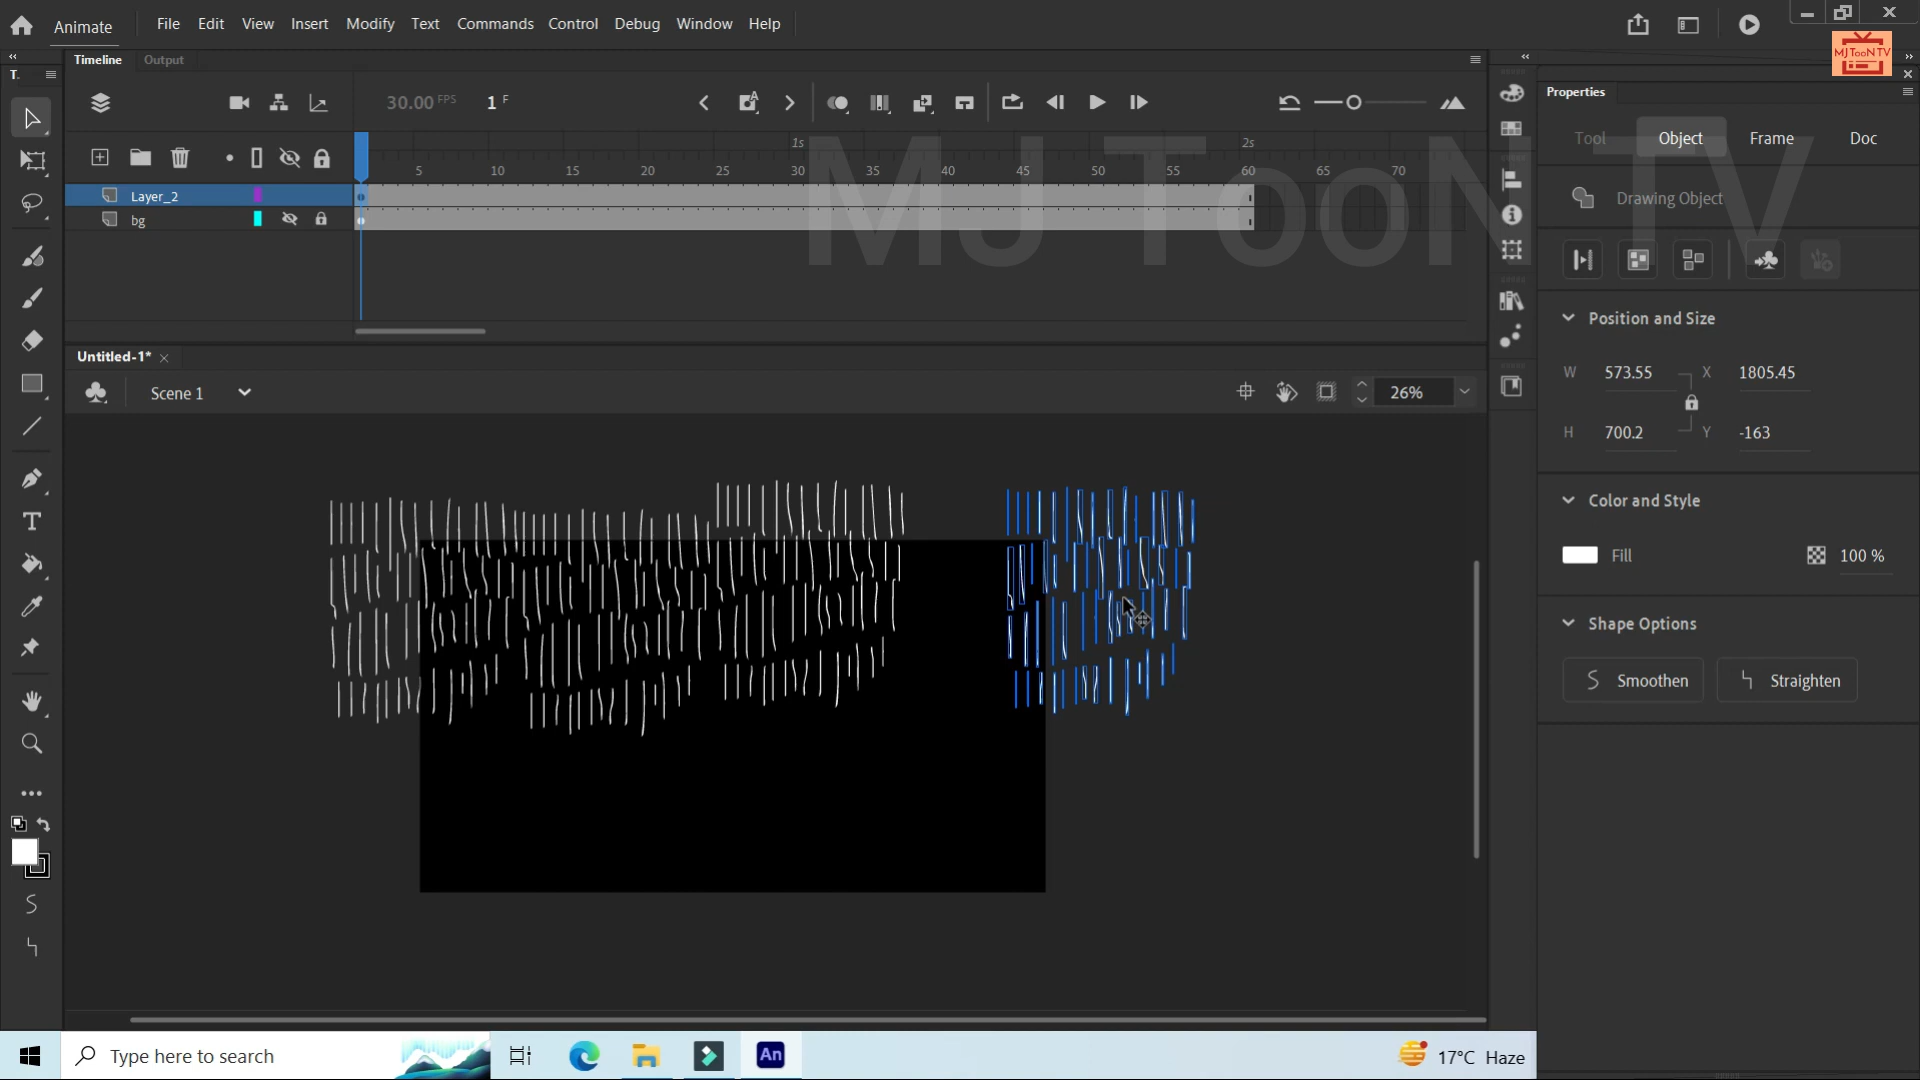 Animate
File Edit View Insert Modify Text Commands Control Debug Window Help
MJ TooN TV
T.
Timeline
Output
30.00 FPS
1 F
1s
2s
5 10 15 20 25 30 35 40 45 50 55 60 65 70
Layer_2
bg
MJ TooN TV
Untitled-1*
Scene 1
26%
Properties
Tool
Object
Frame
Doc
Drawing Object
Position and Size
W 573.55 X 1805.45
H 700.2 Y -163
Color and Style
Fill 100 %
Shape Options
Smoothen
Straighten
Type here to search
An
17°C Haze